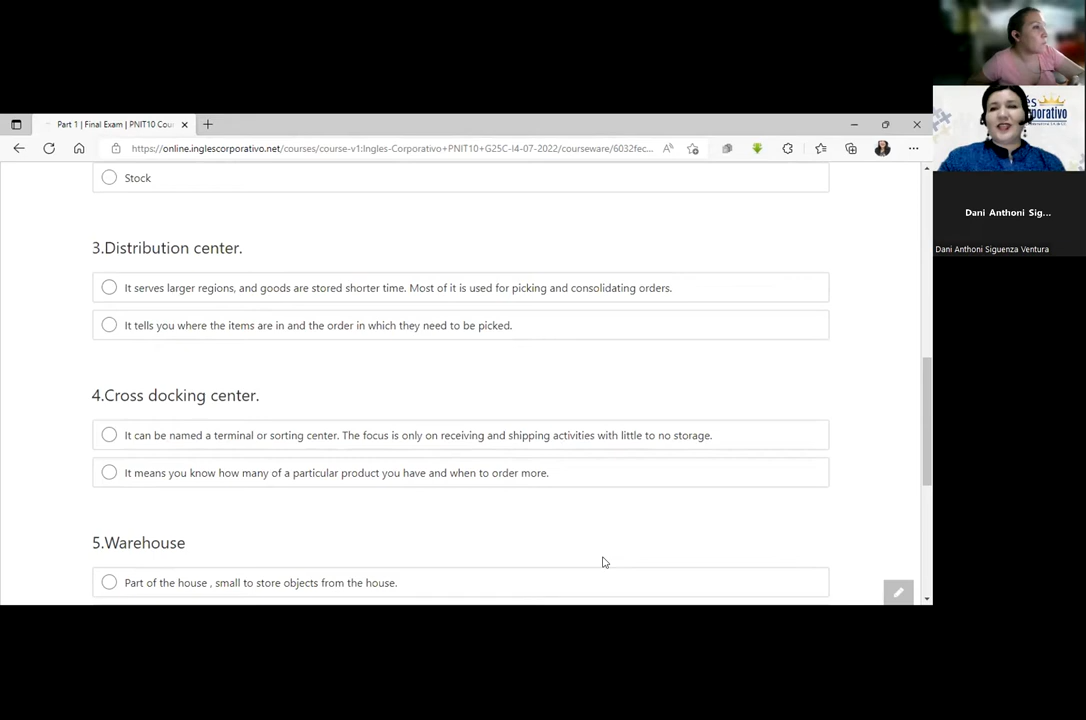 Part 1 | Final Exam | PNIT10 Cou
https://online.inglescorporativo.net/courses/course-v1:Ingles-Corporativo+PNIT10+G25C-I4-07-2022/courseware/6032fec...
Stock
3.Distribution center.
It serves larger regions, and goods are stored shorter time. Most of it is used for picking and consolidating orders.
It tells you where the items are in and the order in which they need to be picked.
4.Cross docking center.
It can be named a terminal or sorting center. The focus is only on receiving and shipping activities with little to no storage.
It means you know how many of a particular product you have and when to order more.
5.Warehouse
Part of the house , small to store objects from the house.
Dani Anthoni Sig...
Dani Anthoni Siguenza Ventura